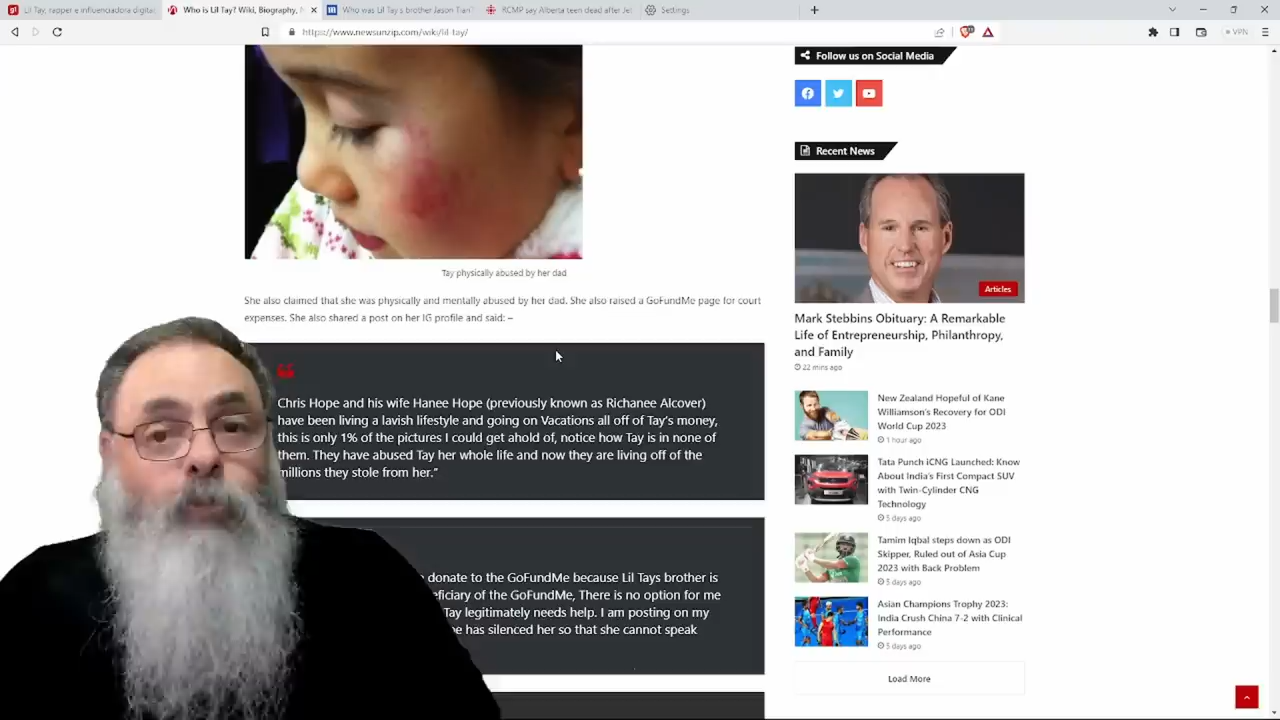 Lil Tay, rapper e influenciadora digital
Who is Lil Tay? Wiki, Biography,
Who was Lil Tay's brother Jason Tian
RCMP say Alberta teen dead after Jet
Settings
https://www.newsunzip.com/wiki/lil-tay/
VPN
Tay physically abused by her dad
She also claimed that she was physically and mentally abused by her dad. She also raised a GoFundMe page for court
expenses. She also shared a post on her IG profile and said: –
Chris Hope and his wife Hanee Hope (previously known as Richanee Alcover)
have been living a lavish lifestyle and going on Vacations all off of Tay's money,
this is only 1% of the pictures I could get ahold of, notice how Tay is in none of
them. They have abused Tay her whole life and now they are living off of the
millions they stole from her."
donate to the GoFundMe because Lil Tays brother is
eficiary of the GoFundMe, There is no option for me
Tay legitimately needs help. I am posting on my
has silenced her so that she cannot speak
Follow us on Social Media
Recent News
Articles
Mark Stebbins Obituary: A Remarkable
Life of Entrepreneurship, Philanthropy,
and Family
22 mins ago
New Zealand Hopeful of Kane
Williamson's Recovery for ODI
World Cup 2023
1 hour ago
Tata Punch iCNG Launched: Know
About India's First Compact SUV
with Twin-Cylinder CNG
Technology
5 days ago
Tamim Iqbal steps down as ODI
Skipper, Ruled out of Asia Cup
2023 with Back Problem
5 days ago
Asian Champions Trophy 2023:
India Crush China 7-2 with Clinical
Performance
5 days ago
Load More